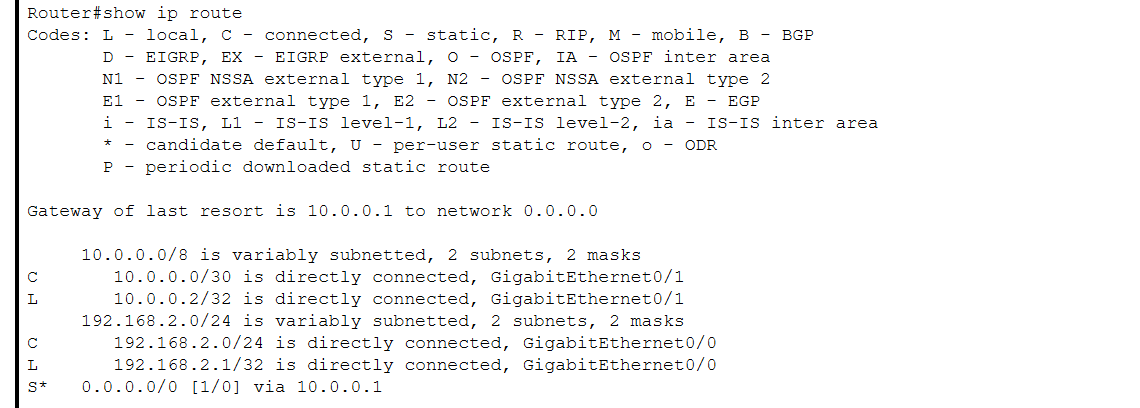 Router#show ip route
Codes: L - local, C - connected, S - static, R - RIP, M - mobile, B - BGP
       D - EIGRP, EX - EIGRP external, O - OSPF, IA - OSPF inter area
       N1 - OSPF NSSA external type 1, N2 - OSPF NSSA external type 2
       E1 - OSPF external type 1, E2 - OSPF external type 2, E - EGP
       i - IS-IS, L1 - IS-IS level-1, L2 - IS-IS level-2, ia - IS-IS inter area
       * - candidate default, U - per-user static route, o - ODR
       P - periodic downloaded static route

Gateway of last resort is 10.0.0.1 to network 0.0.0.0

     10.0.0.0/8 is variably subnetted, 2 subnets, 2 masks
C       10.0.0.0/30 is directly connected, GigabitEthernet0/1
L       10.0.0.2/32 is directly connected, GigabitEthernet0/1
     192.168.2.0/24 is variably subnetted, 2 subnets, 2 masks
C       192.168.2.0/24 is directly connected, GigabitEthernet0/0
L       192.168.2.1/32 is directly connected, GigabitEthernet0/0
S*   0.0.0.0/0 [1/0] via 10.0.0.1